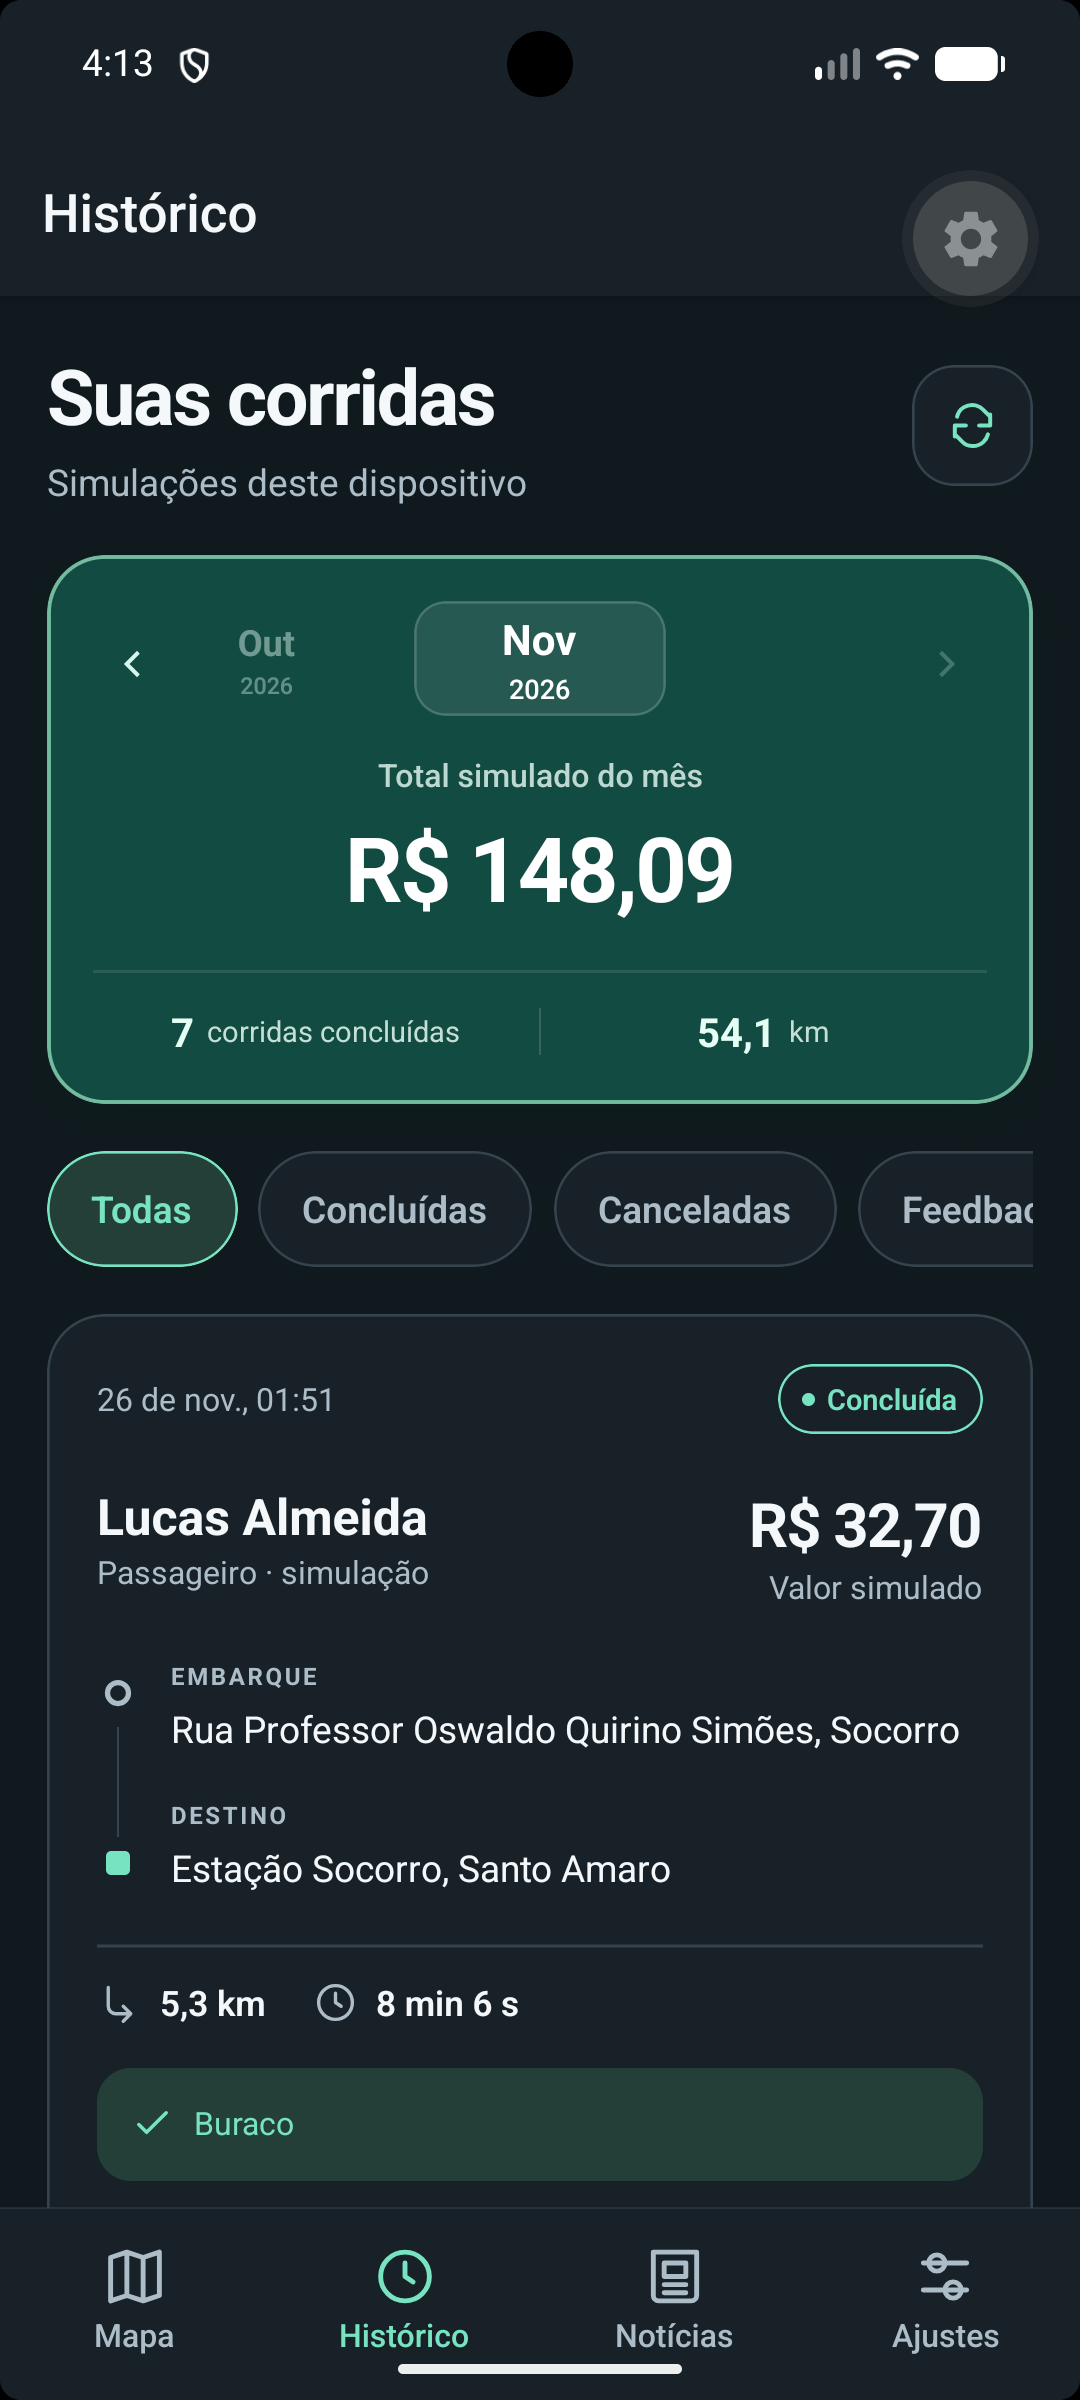 4:13
Histórico
Suas corridas
Simulações deste dispositivo
Out
2026
Nov
2026
Total simulado do mês
R$ 148,09
7 corridas concluídas
54,1 km
Todas
Concluídas
Canceladas
Feedbac
26 de nov., 01:51
Concluída
Lucas Almeida
R$ 32,70
Passageiro · simulação
Valor simulado
EMBARQUE
Rua Professor Oswaldo Quirino Simões, Socorro
DESTINO
Estação Socorro, Santo Amaro
5,3 km
8 min 6 s
Buraco
Mapa
Histórico
Notícias
Ajustes